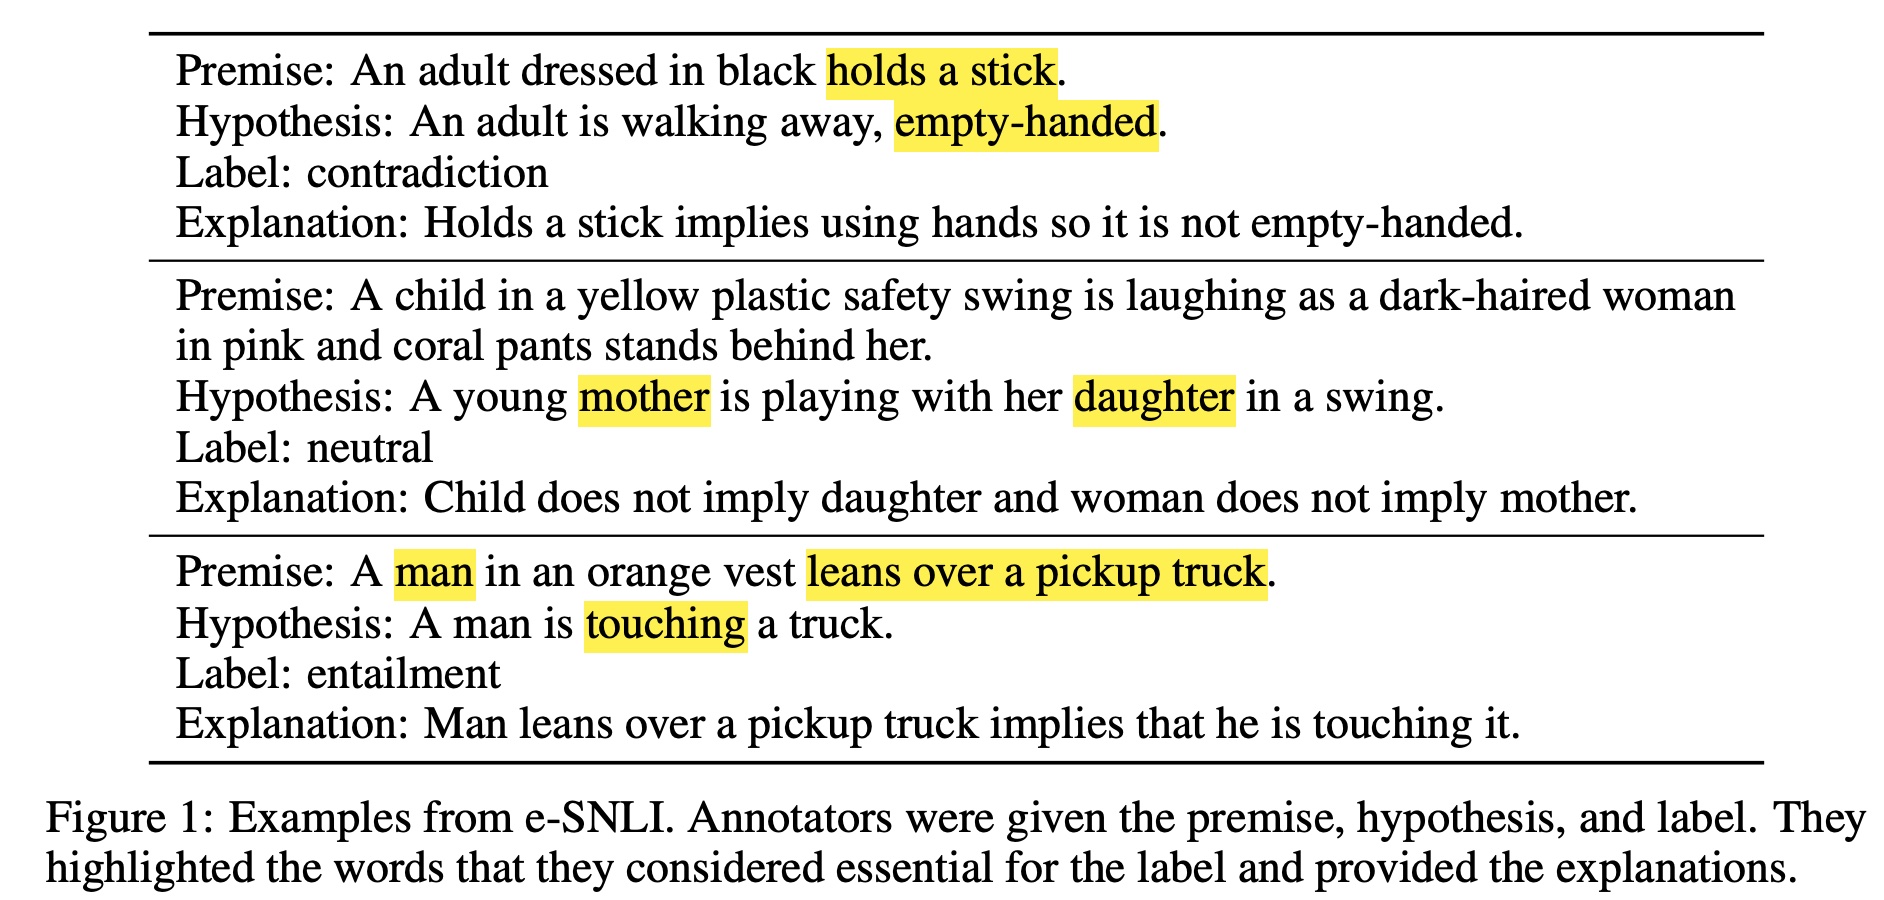 Premise: An adult dressed in black holds a stick.
Hypothesis: An adult is walking away, empty-handed.
Label: contradiction
Explanation: Holds a stick implies using hands so it is not empty-handed.
Premise: A child in a yellow plastic safety swing is laughing as a dark-haired woman
in pink and coral pants stands behind her.
Hypothesis: A young mother is playing with her daughter in a swing.
Label: neutral
Explanation: Child does not imply daughter and woman does not imply mother.
Premise: A man in an orange vest leans over a pickup truck.
Hypothesis: A man is touching a truck.
Label: entailment
Explanation: Man leans over a pickup truck implies that he is touching it.
Figure 1: Examples from e-SNLI. Annotators were given the premise, hypothesis, and label. They
highlighted the words that they considered essential for the label and provided the explanations.